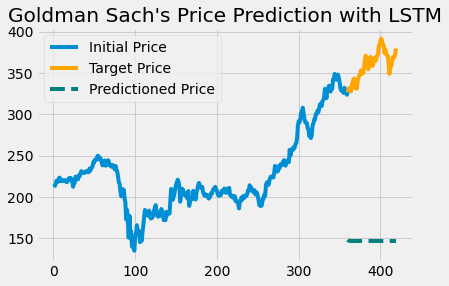 Goldman Sach's Price Prediction with LSTM
400
350
300
250
200
150
Initial Price
Target Price
Predictioned Price
0
100
200
300
400